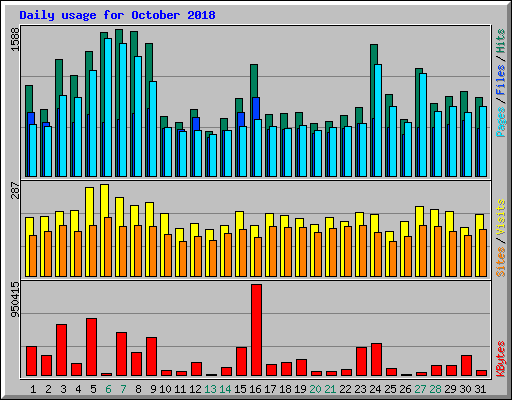 Daily usage for October 2018
1588
Pages / Files / Hits
287
Sites / Visits
950415
KBytes
1 2 3 4 5 6 7 8 9 10 11 12 13 14 15 16 17 18 19 20 21 22 23 24 25 26 27 28 29 30 31